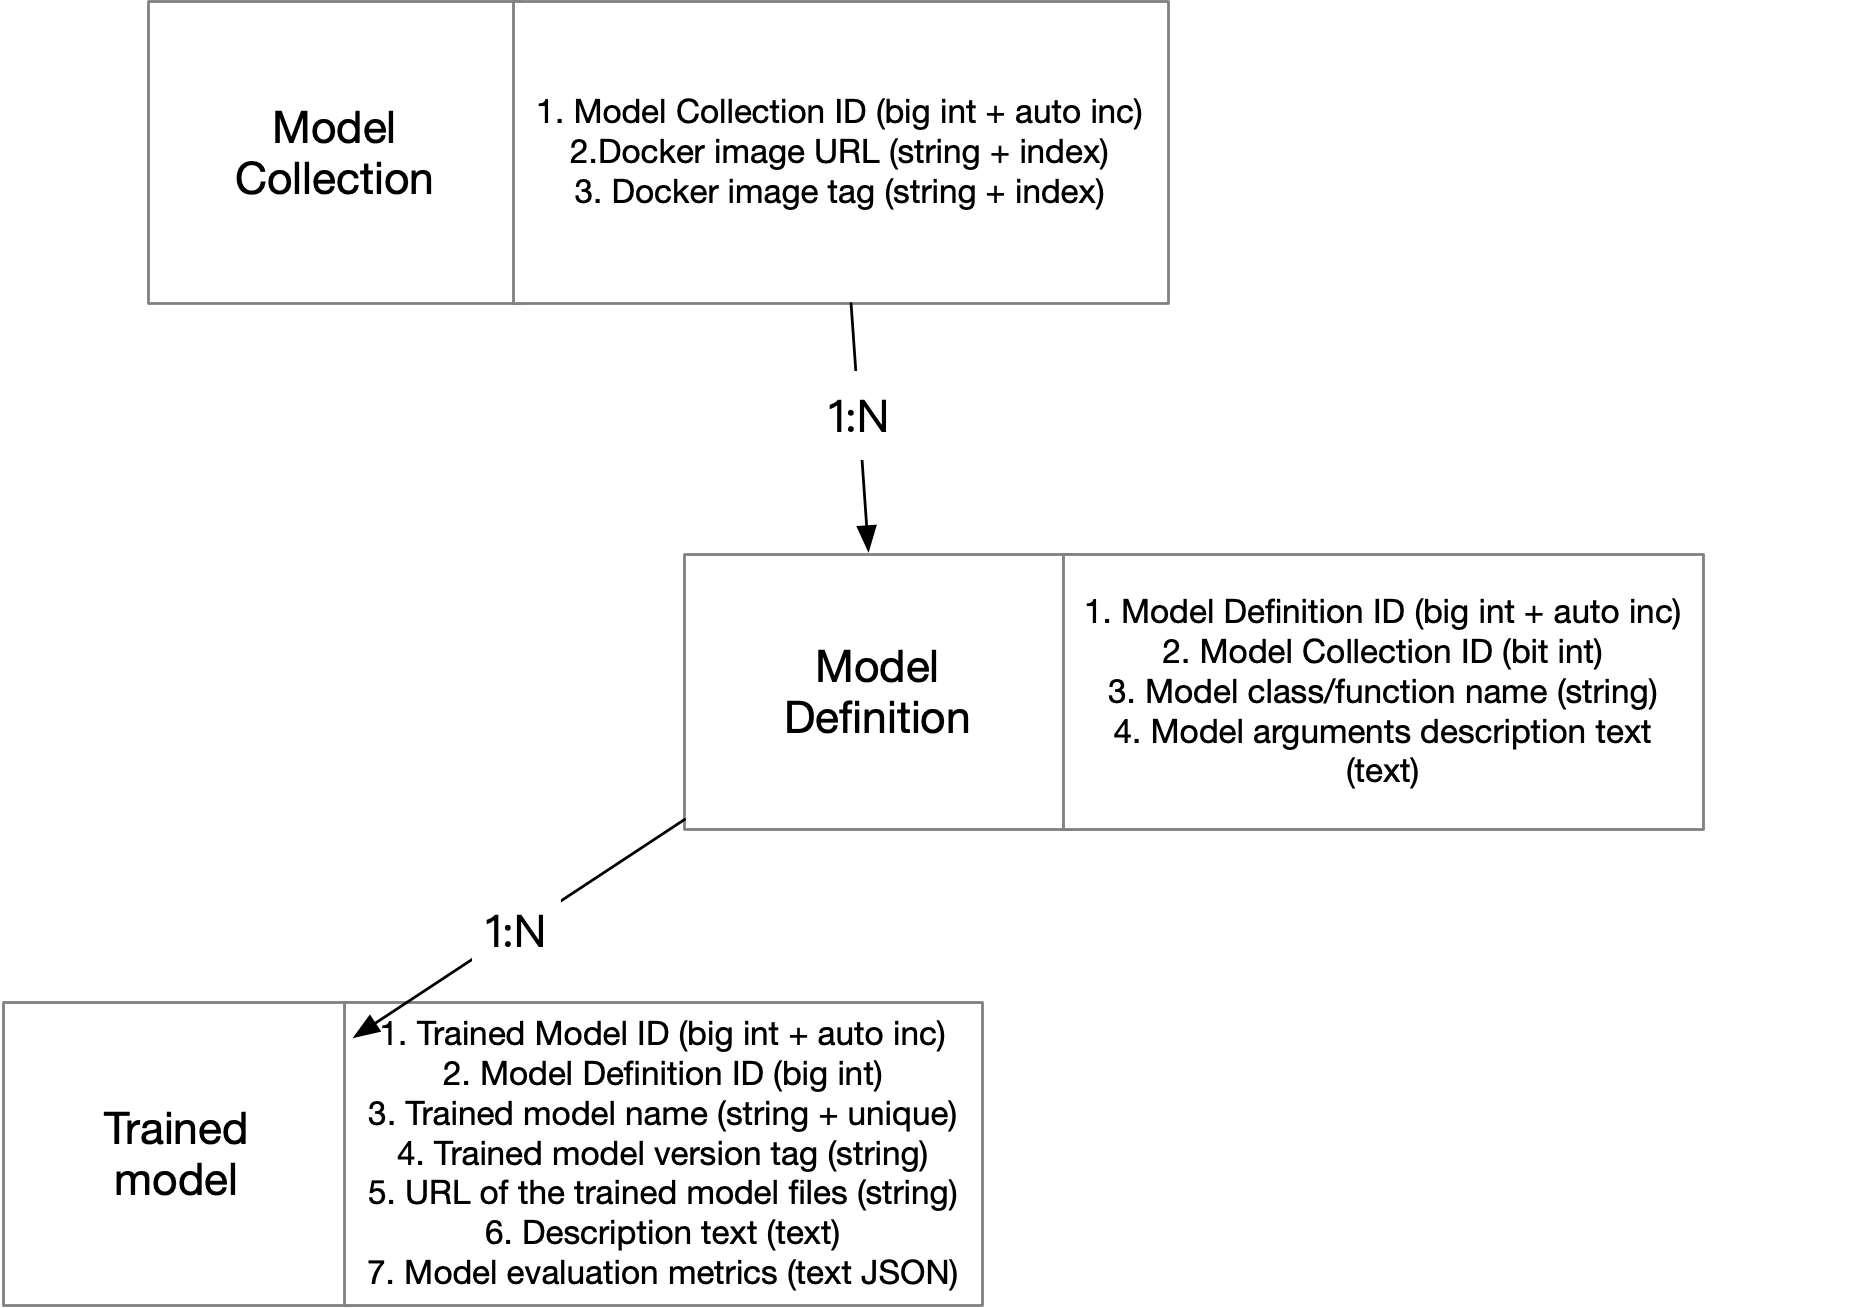 Model
Collection
1. Model Collection ID (big int + auto inc)
2.Docker image URL (string + index)
3. Docker image tag (string + index)
1:N
Model
Definition
1. Model Definition ID (big int + auto inc)
2. Model Collection ID (bit int)
3. Model class/function name (string)
4. Model arguments description text
(text)
1:N
Trained
model
1. Trained Model ID (big int + auto inc)
2. Model Definition ID (big int)
3. Trained model name (string + unique)
4. Trained model version tag (string)
5. URL of the trained model files (string)
6. Description text (text)
7. Model evaluation metrics (text JSON)